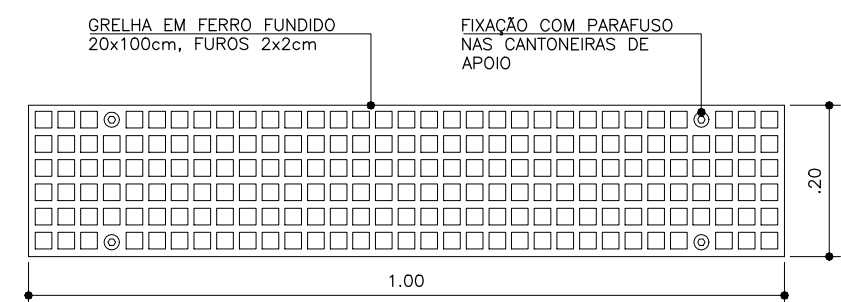 GRELHA EM FERRO FUNDIDO
20x100cm, FUROS 2x2cm
FIXAÇÃO COM PARAFUSO
NAS CANTONEIRAS DE
APOIO
.20
1.00